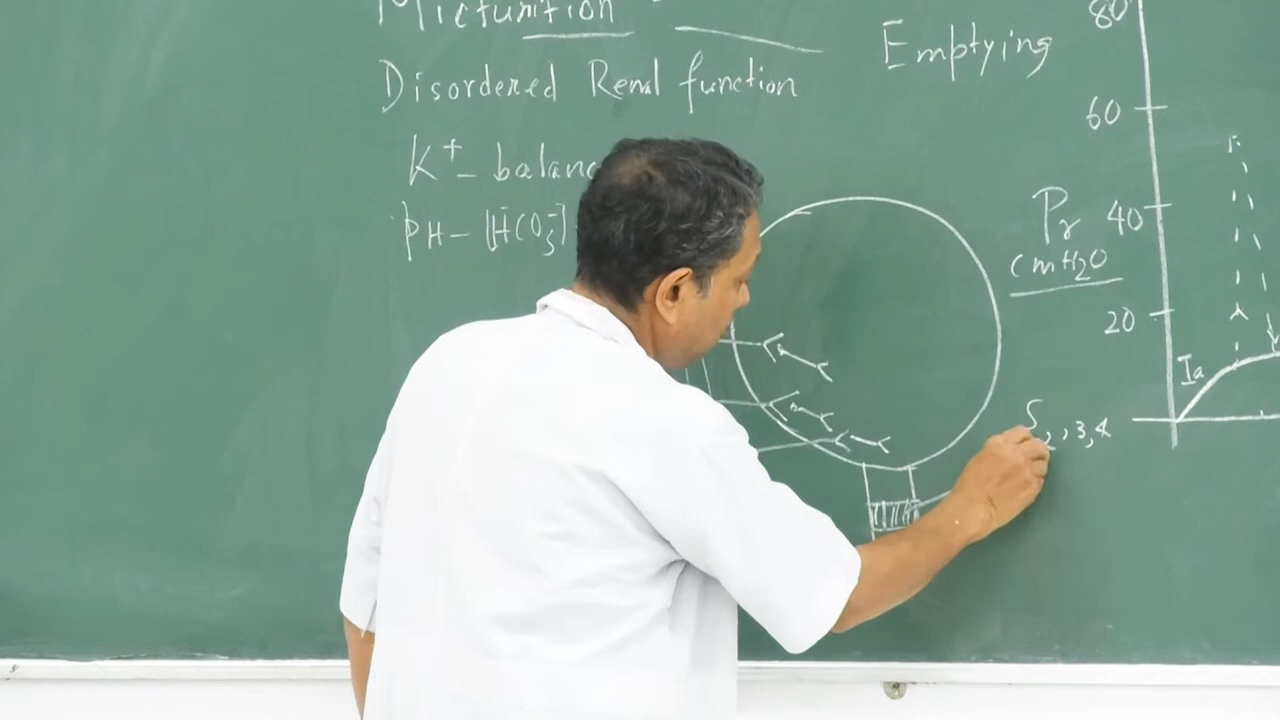 Micturition -
Disordered Renal function
K+ - balanc
PH - [HCO3-]
Emptying
Pr
cmH2O
80
60
40
20
Ia
S2,3,4